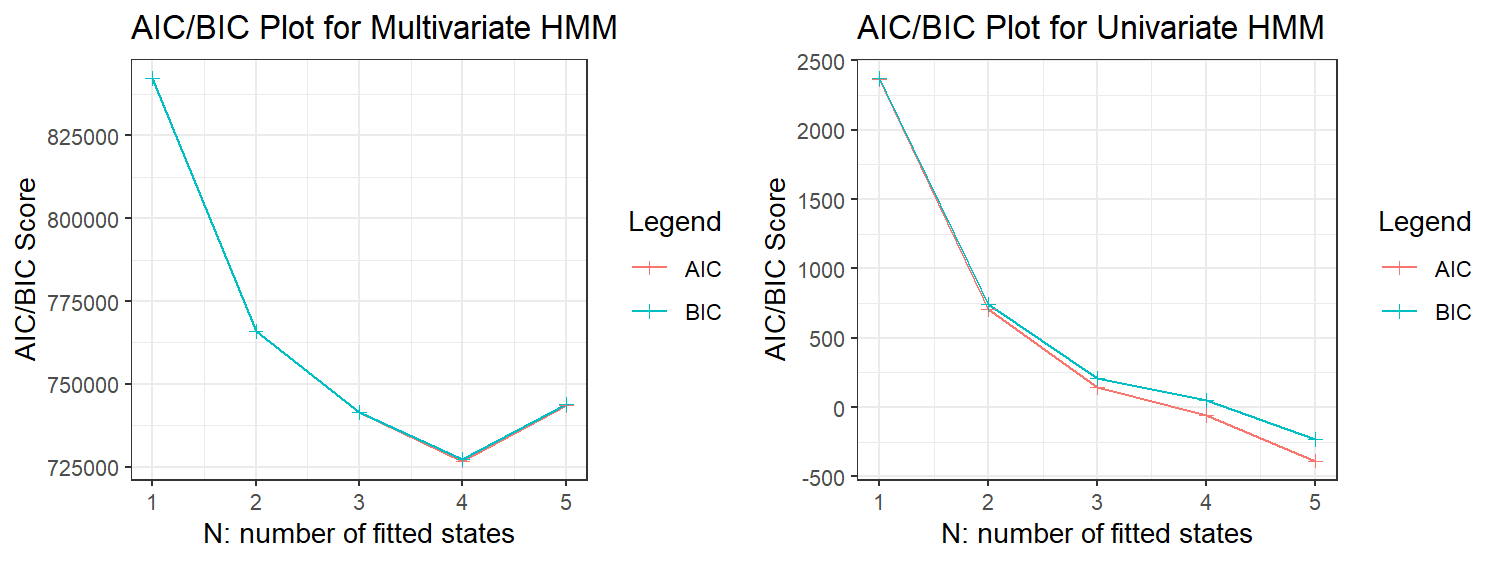 AIC/BIC Plot for Multivariate HMM
AIC/BIC Score
825000
800000
775000
750000
725000
1 2 3 4 5
N: number of fitted states
Legend
AIC
BIC
AIC/BIC Plot for Univariate HMM
AIC/BIC Score
2500
2000
1500
1000
500
0
-500
1 2 3 4 5
N: number of fitted states
Legend
AIC
BIC